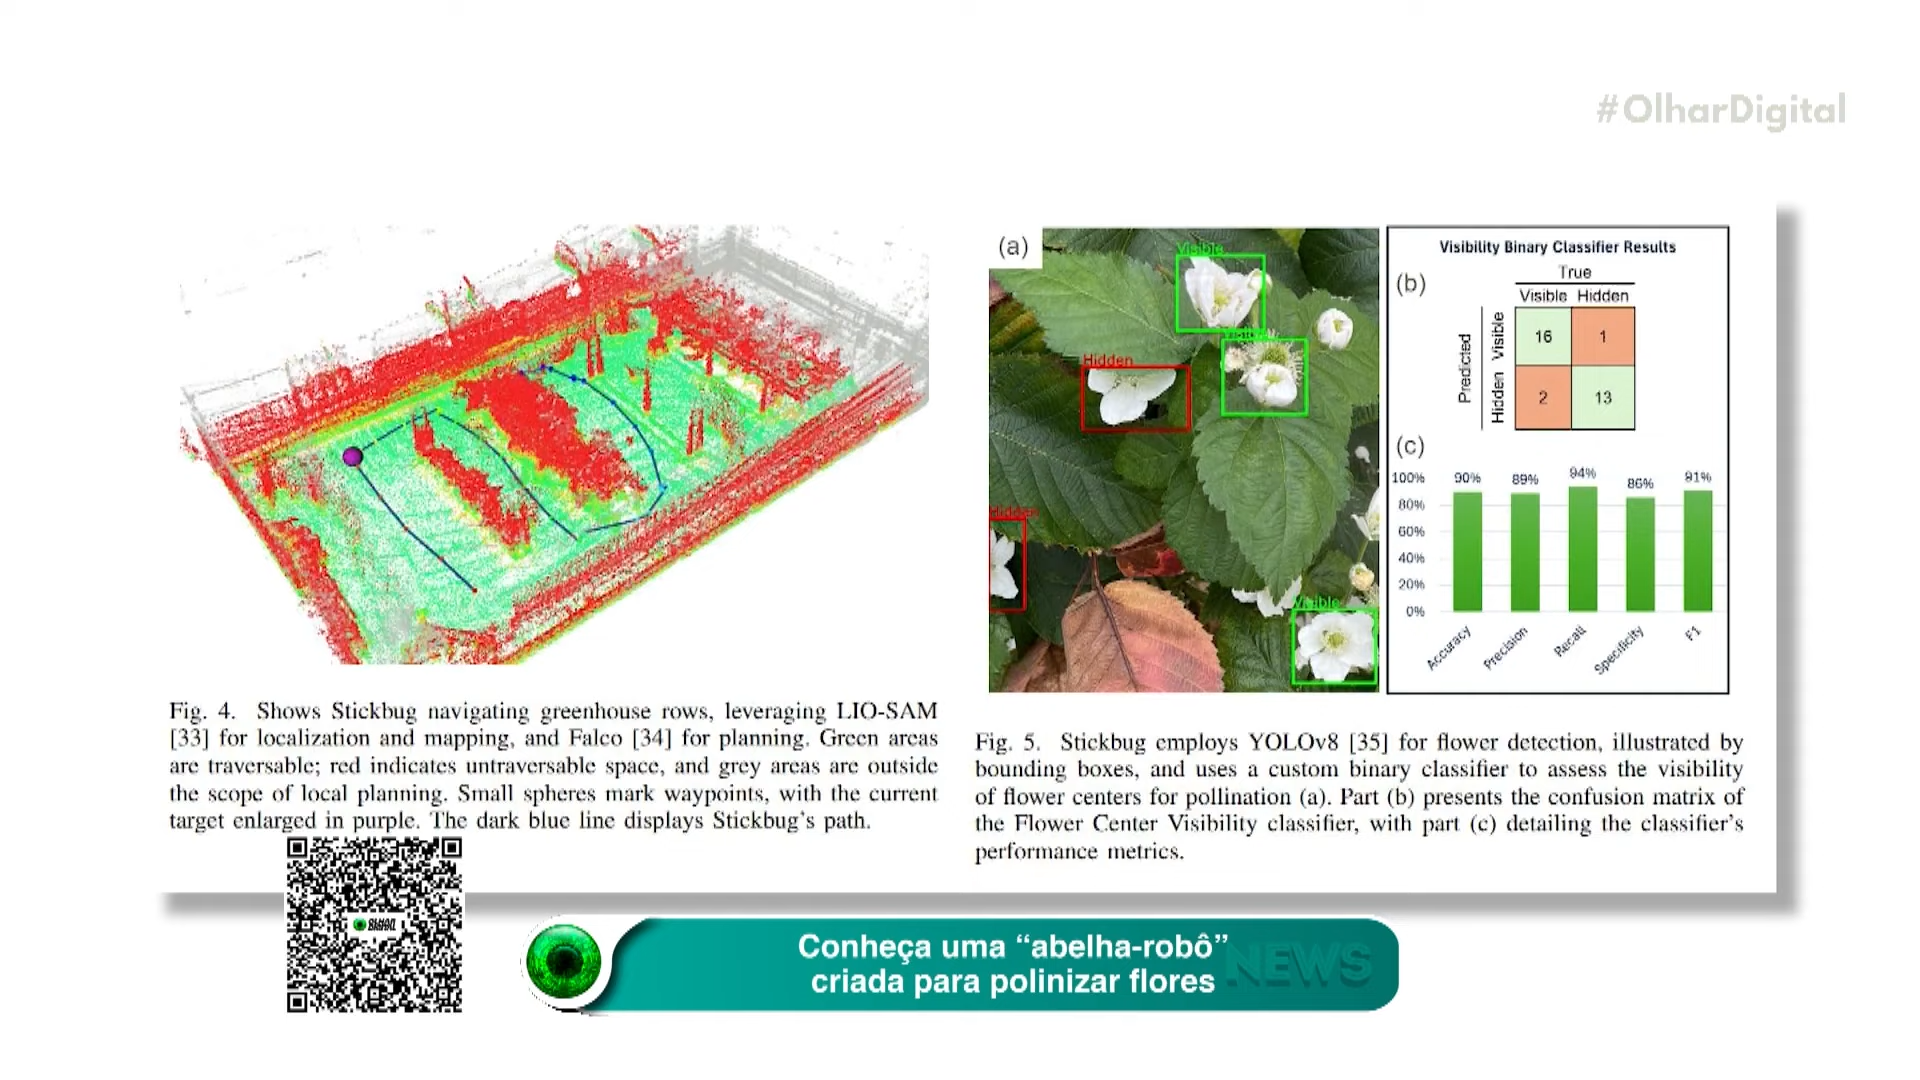 #OlharDigital
Fig. 4. Shows Stickbug navigating greenhouse rows, leveraging LIO-SAM
[33] for localization and mapping, and Falco [34] for planning. Green areas
are traversable; red indicates untraversable space, and grey areas are outside
the scope of local planning. Small spheres mark waypoints, with the current
target enlarged in purple. The dark blue line displays Stickbug's path.
(a)
Visible
Hidden
Hidden
Visible
Visibility Binary Classifier Results
(b)
True
Visible Hidden
Predicted
Hidden Visible
16 1
2 13
(c)
100%
80%
60%
40%
20%
0%
90% 89% 94% 86% 91%
Accuracy Precision Recall Specificity F1
Fig. 5. Stickbug employs YOLOv8 [35] for flower detection, illustrated by
bounding boxes, and uses a custom binary classifier to assess the visibility
of flower centers for pollination (a). Part (b) presents the confusion matrix of
the Flower Center Visibility classifier, with part (c) detailing the classifier's
performance metrics.
Conheça uma “abelha-robô”
criada para polinizar flores
NEWS